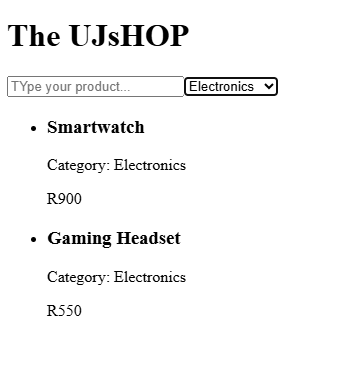 The UJsHOP
TYpe your product... Electronics
Smartwatch
Category: Electronics
R900
Gaming Headset
Category: Electronics
R550